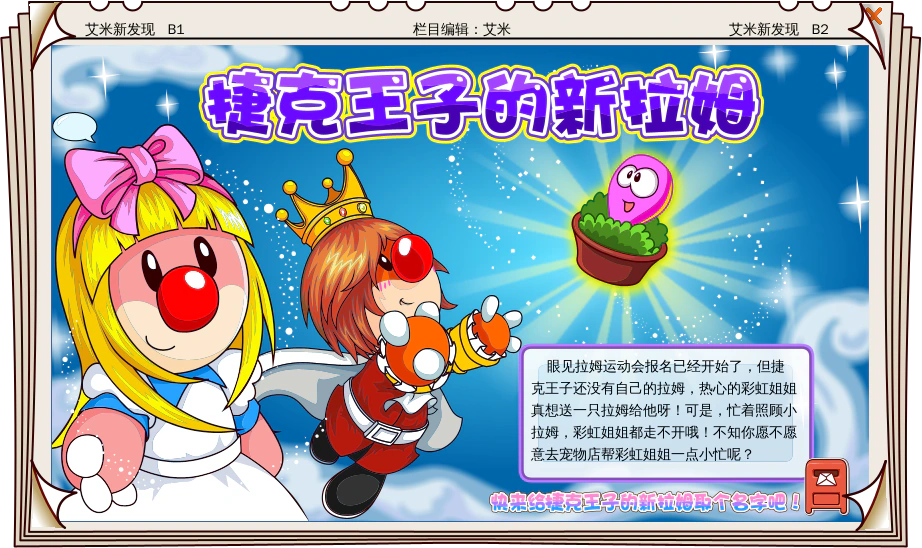 艾米新发现 B1
栏目编辑：艾米
艾米新发现 B2
捷克王子的新拉姆
眼见拉姆运动会报名已经开始了，但捷
克王子还没有自己的拉姆，热心的彩虹姐姐
真想送一只拉姆给他呀！可是，忙着照顾小
拉姆，彩虹姐姐都走不开哦！不知你愿不愿
意去宠物店帮彩虹姐姐一点小忙呢？
快来给捷克王子的新拉姆取个名字吧！